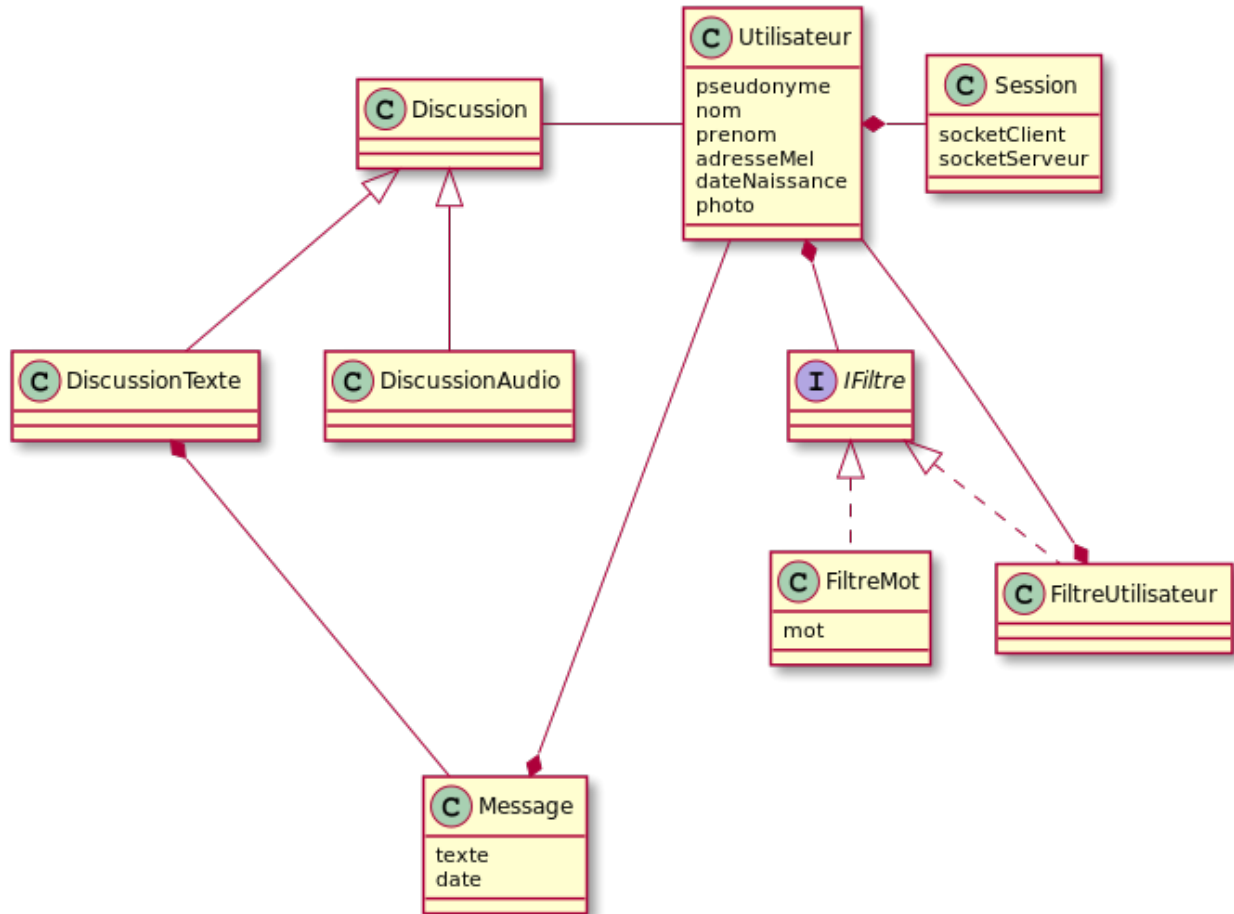 C Utilisateur
pseudonyme
nom
prenom
adresseMel
dateNaissance
photo
C Session
socketClient
socketServeur
C Discussion
C DiscussionTexte
C DiscussionAudio
I IFiltre
C FiltreMot
mot
C FiltreUtilisateur
C Message
texte
date